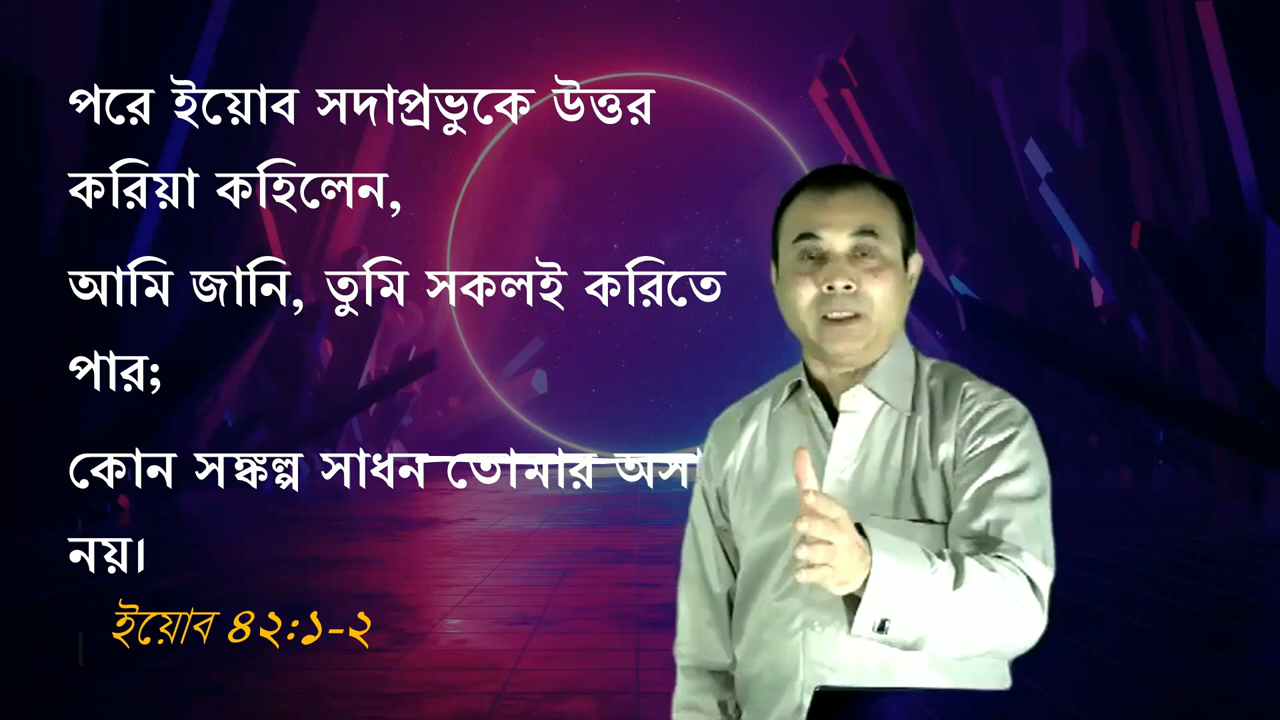 পরে ইয়োব সদাপ্রভুকে উত্তর
করিয়া কহিলেন,
আমি জানি, তুমি সকলই করিতে
পার;
কোন সঙ্কল্প সাধন তোমার
নয়।
ইয়োব ৪২:১-২